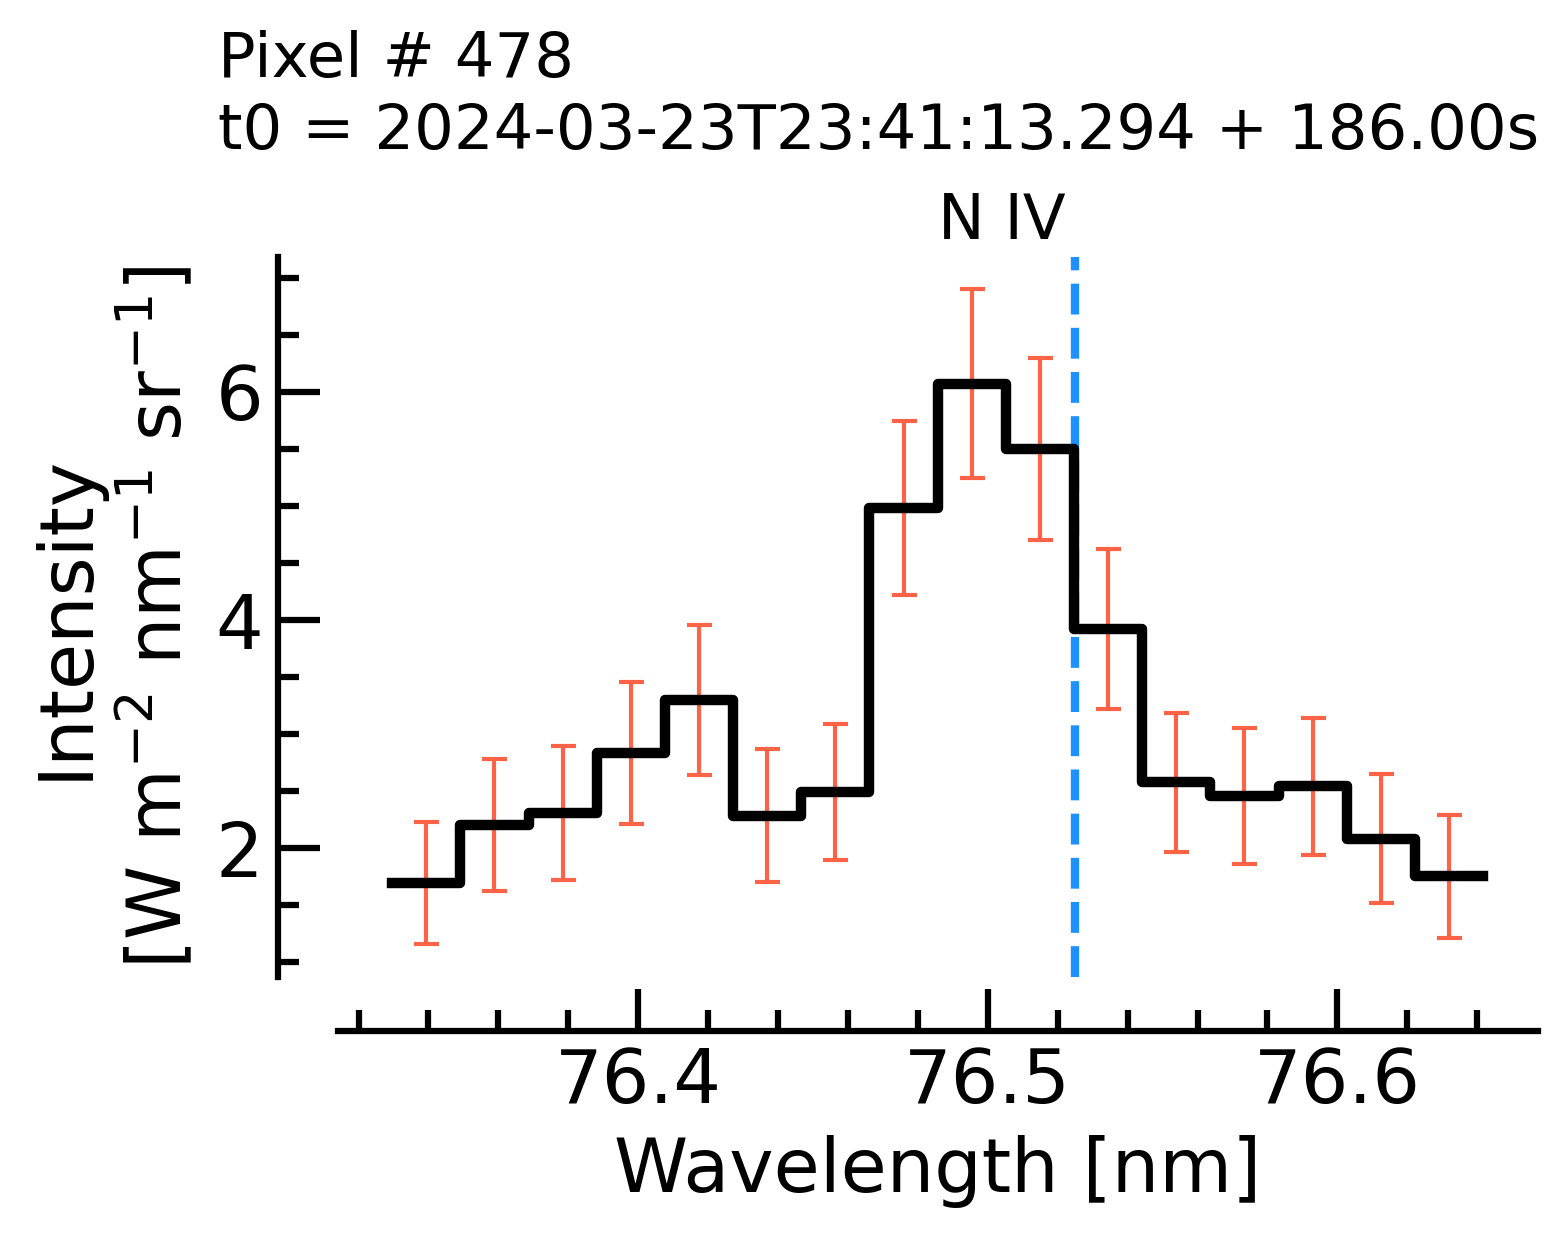 Pixel # 478
t0 = 2024-03-23T23:41:13.294 + 186.00s
N IV
Intensity
[W m⁻² nm⁻¹ sr⁻¹]
6
4
2
76.4 76.5 76.6
Wavelength [nm]